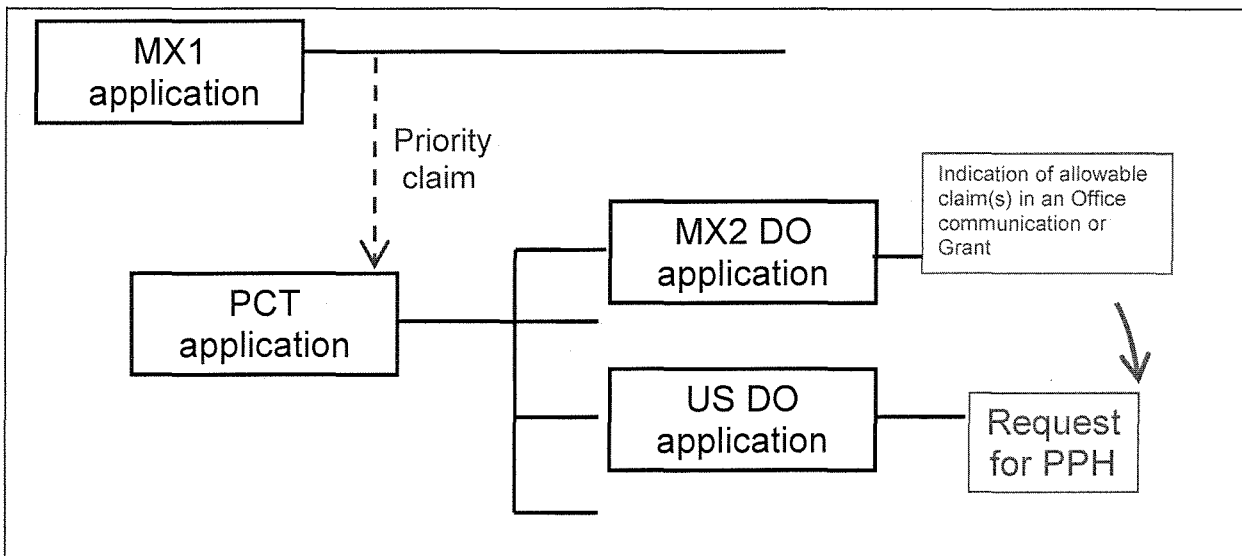 MX1
application
Priority
claim
PCT
application
MX2 DO
application
Indication of allowable
claim(s) in an Office
communication or
Grant
US DO
application
Request
for PPH